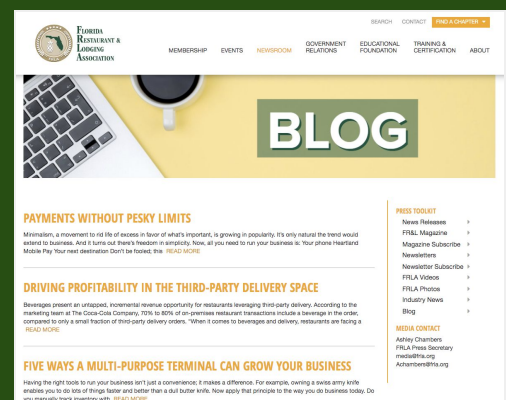 SEARCH CONTACT FIND A CHAPTER
FLORIDA
RESTAURANT &
LODGING
ASSOCIATION
MEMBERSHIP EVENTS NEWSROOM GOVERNMENT RELATIONS EDUCATIONAL FOUNDATION TRAINING & CERTIFICATION ABOUT
BLOG
PAYMENTS WITHOUT PESKY LIMITS
Minimalism, a movement to rid life of excess in favor of what's important, is growing in popularity. It's only natural the trend would
extend to business. And it turns out there's freedom in simplicity. Now, all you need to run your business is: Your phone Heartland
Mobile Pay Your next destination Don't be fooled; this READ MORE
DRIVING PROFITABILITY IN THE THIRD-PARTY DELIVERY SPACE
Beverages present an untapped, incremental revenue opportunity for restaurants leveraging third-party delivery. According to the
marketing team at The Coca-Cola Company, 70% to 80% of on-premises restaurant transactions include a beverage in the order,
compared to only a small fraction of third-party delivery orders. "When it comes to beverages and delivery, restaurants are facing a
READ MORE
FIVE WAYS A MULTI-PURPOSE TERMINAL CAN GROW YOUR BUSINESS
Having the right tools to run your business isn't just a convenience; it makes a difference. For example, owning a swiss army knife
enables you to do lots of things faster and better than a dull butter knife. Now apply that principle to the way you do business today. Do
you manually track inventory with READ MORE
PRESS TOOLKIT
News Releases
FR&L Magazine
Magazine Subscribe
Newsletters
Newsletter Subscribe
FRLA Videos
FRLA Photos
Industry News
Blog
MEDIA CONTACT
Ashley Chambers
FRLA Press Secretary
media@frla.org
Achambers@frla.org